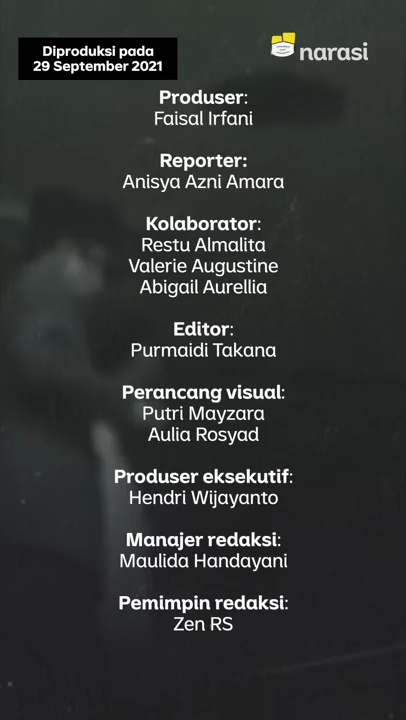 Diproduksi pada
29 September 2021
narasi
Produser:
Faisal Irfani
Reporter:
Anisya Azni Amara
Kolaborator:
Restu Almalita
Valerie Augustine
Abigail Aurellia
Editor:
Purmaidi Takana
Perancang visual:
Putri Mayzara
Aulia Rosyad
Produser eksekutif:
Hendri Wijayanto
Manajer redaksi:
Maulida Handayani
Pemimpin redaksi:
Zen RS